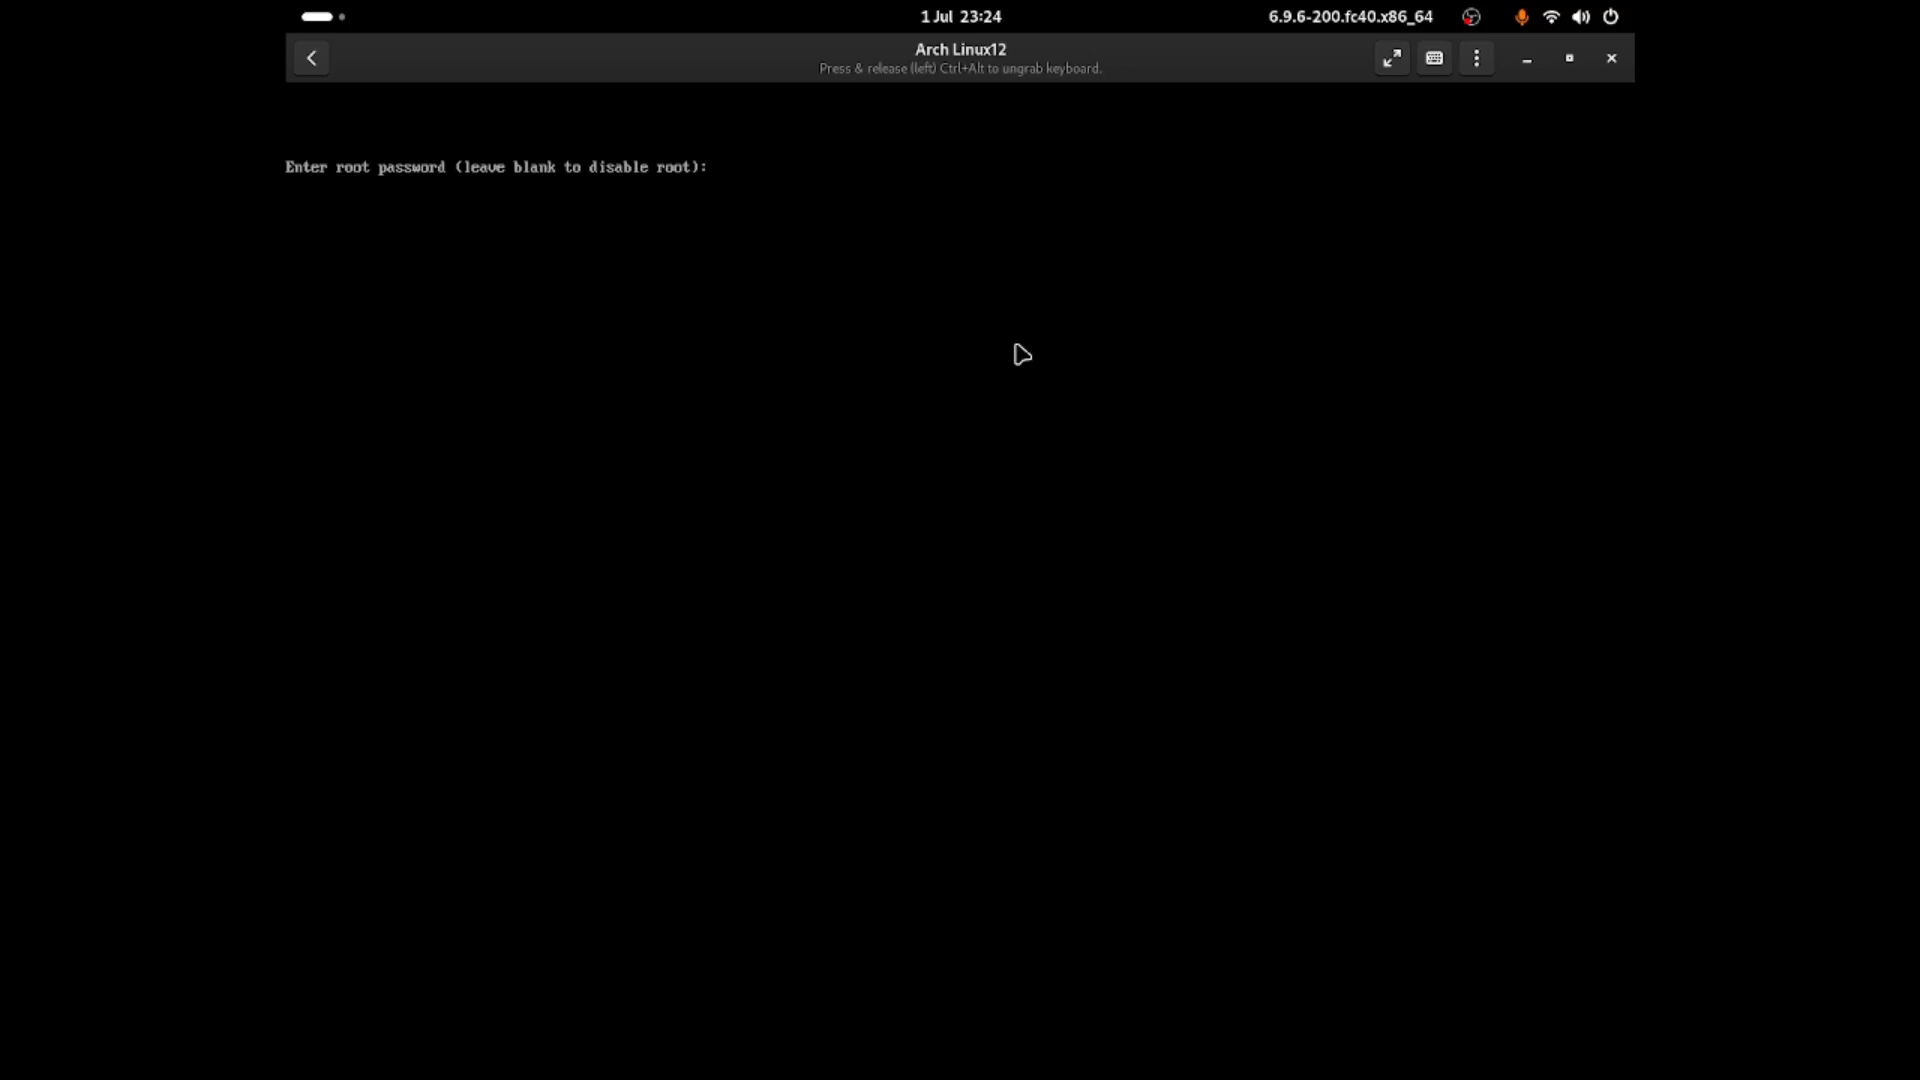 1 Jul 23:24
6.9.6-200.fc40.x86_64
Arch Linux12
Press & release (left) Ctrl+Alt to ungrab keyboard.
Enter root password (leave blank to disable root):